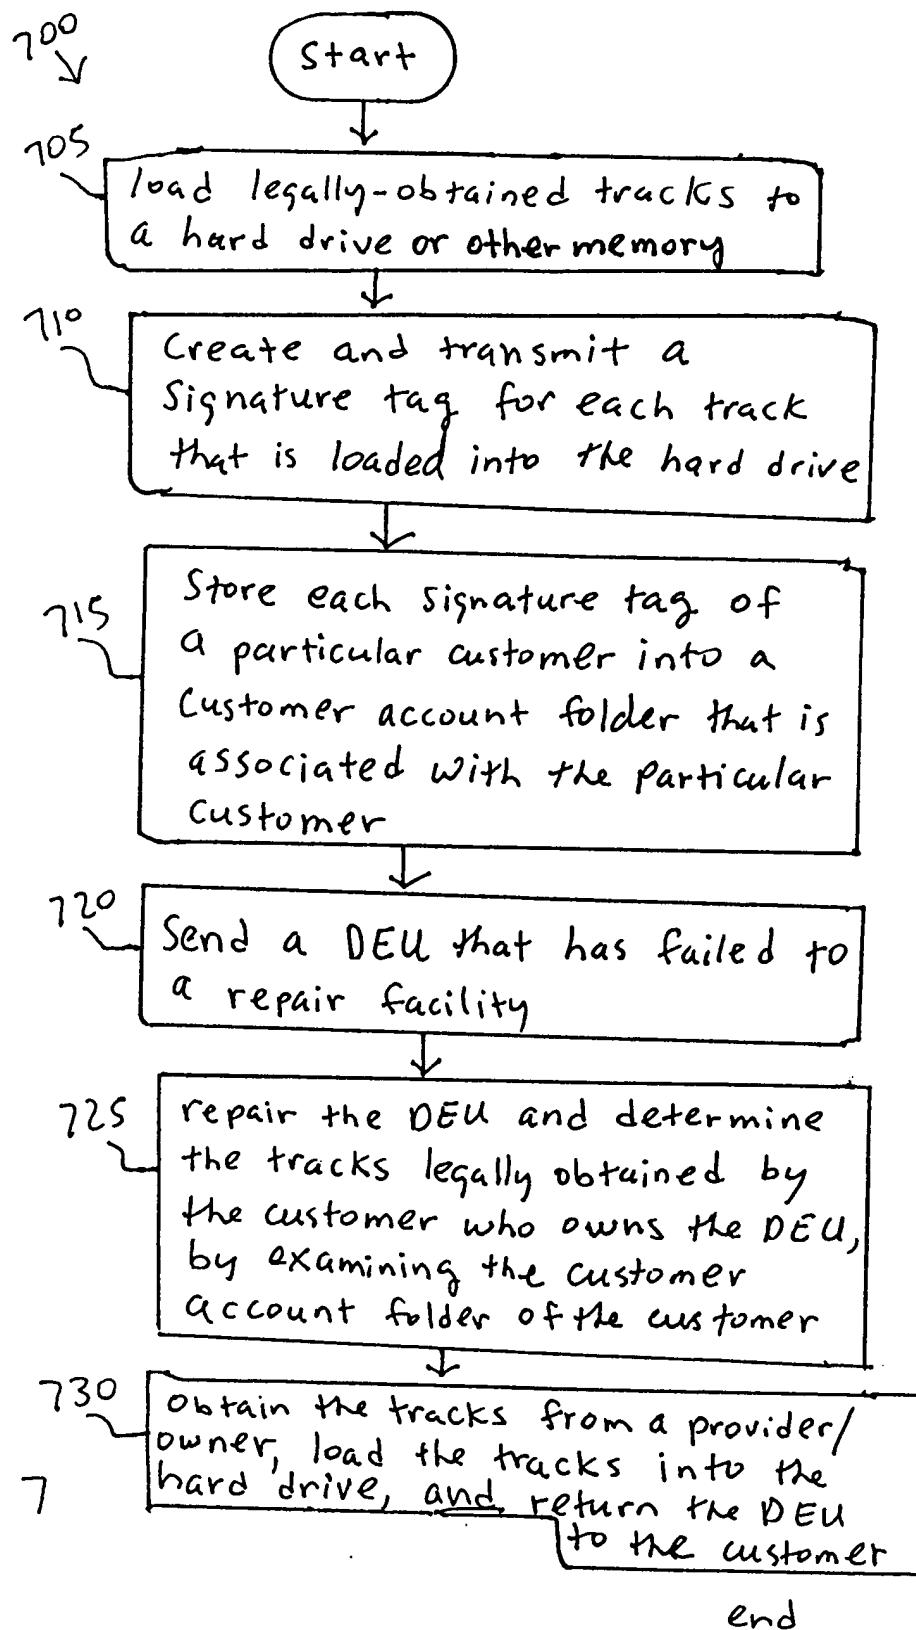 700
Start
705
load legally-obtained tracks to
a hard drive or other memory
710
Create and transmit a
Signature tag for each track
that is loaded into the hard drive
715
Store each signature tag of
a particular customer into a
customer account folder that is
associated with the particular
customer
720
Send a DEU that has failed to
a repair facility
725
repair the DEU and determine
the tracks legally obtained by
the customer who owns the DEU,
by examining the customer
account folder of the customer
730
obtain the tracks from a provider/
owner, load the tracks into the
hard drive, and return the DEU
to the customer
7
end